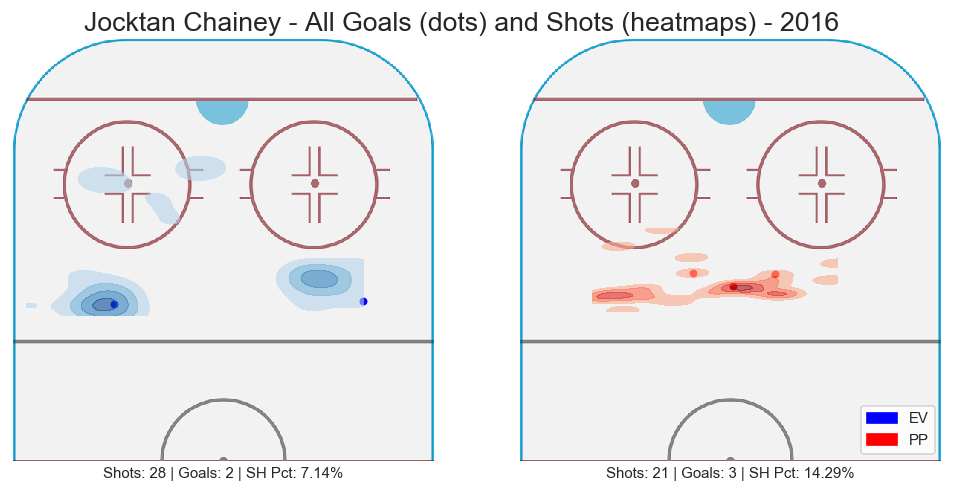 Jocktan Chainey - All Goals (dots) and Shots (heatmaps) - 2016
EV
PP
Shots: 28 | Goals: 2 | SH Pct: 7.14%
Shots: 21 | Goals: 3 | SH Pct: 14.29%